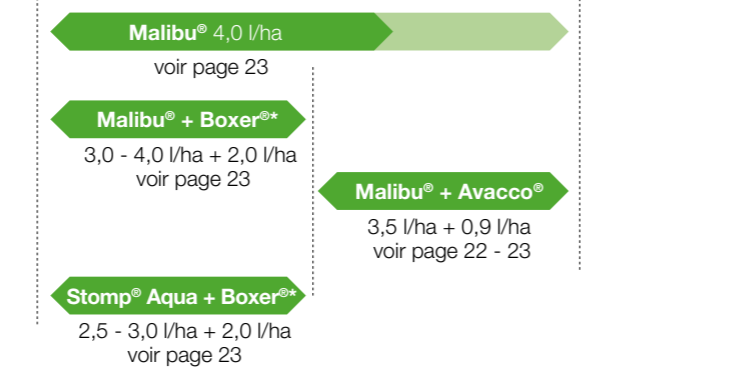 Malibu® 4,0 l/ha
voir page 23
Malibu® + Boxer®*
3,0 - 4,0 l/ha + 2,0 l/ha
voir page 23
Malibu® + Avacco®
3,5 l/ha + 0,9 l/ha
voir page 22 - 23
Stomp® Aqua + Boxer®*
2,5 - 3,0 l/ha + 2,0 l/ha
voir page 23